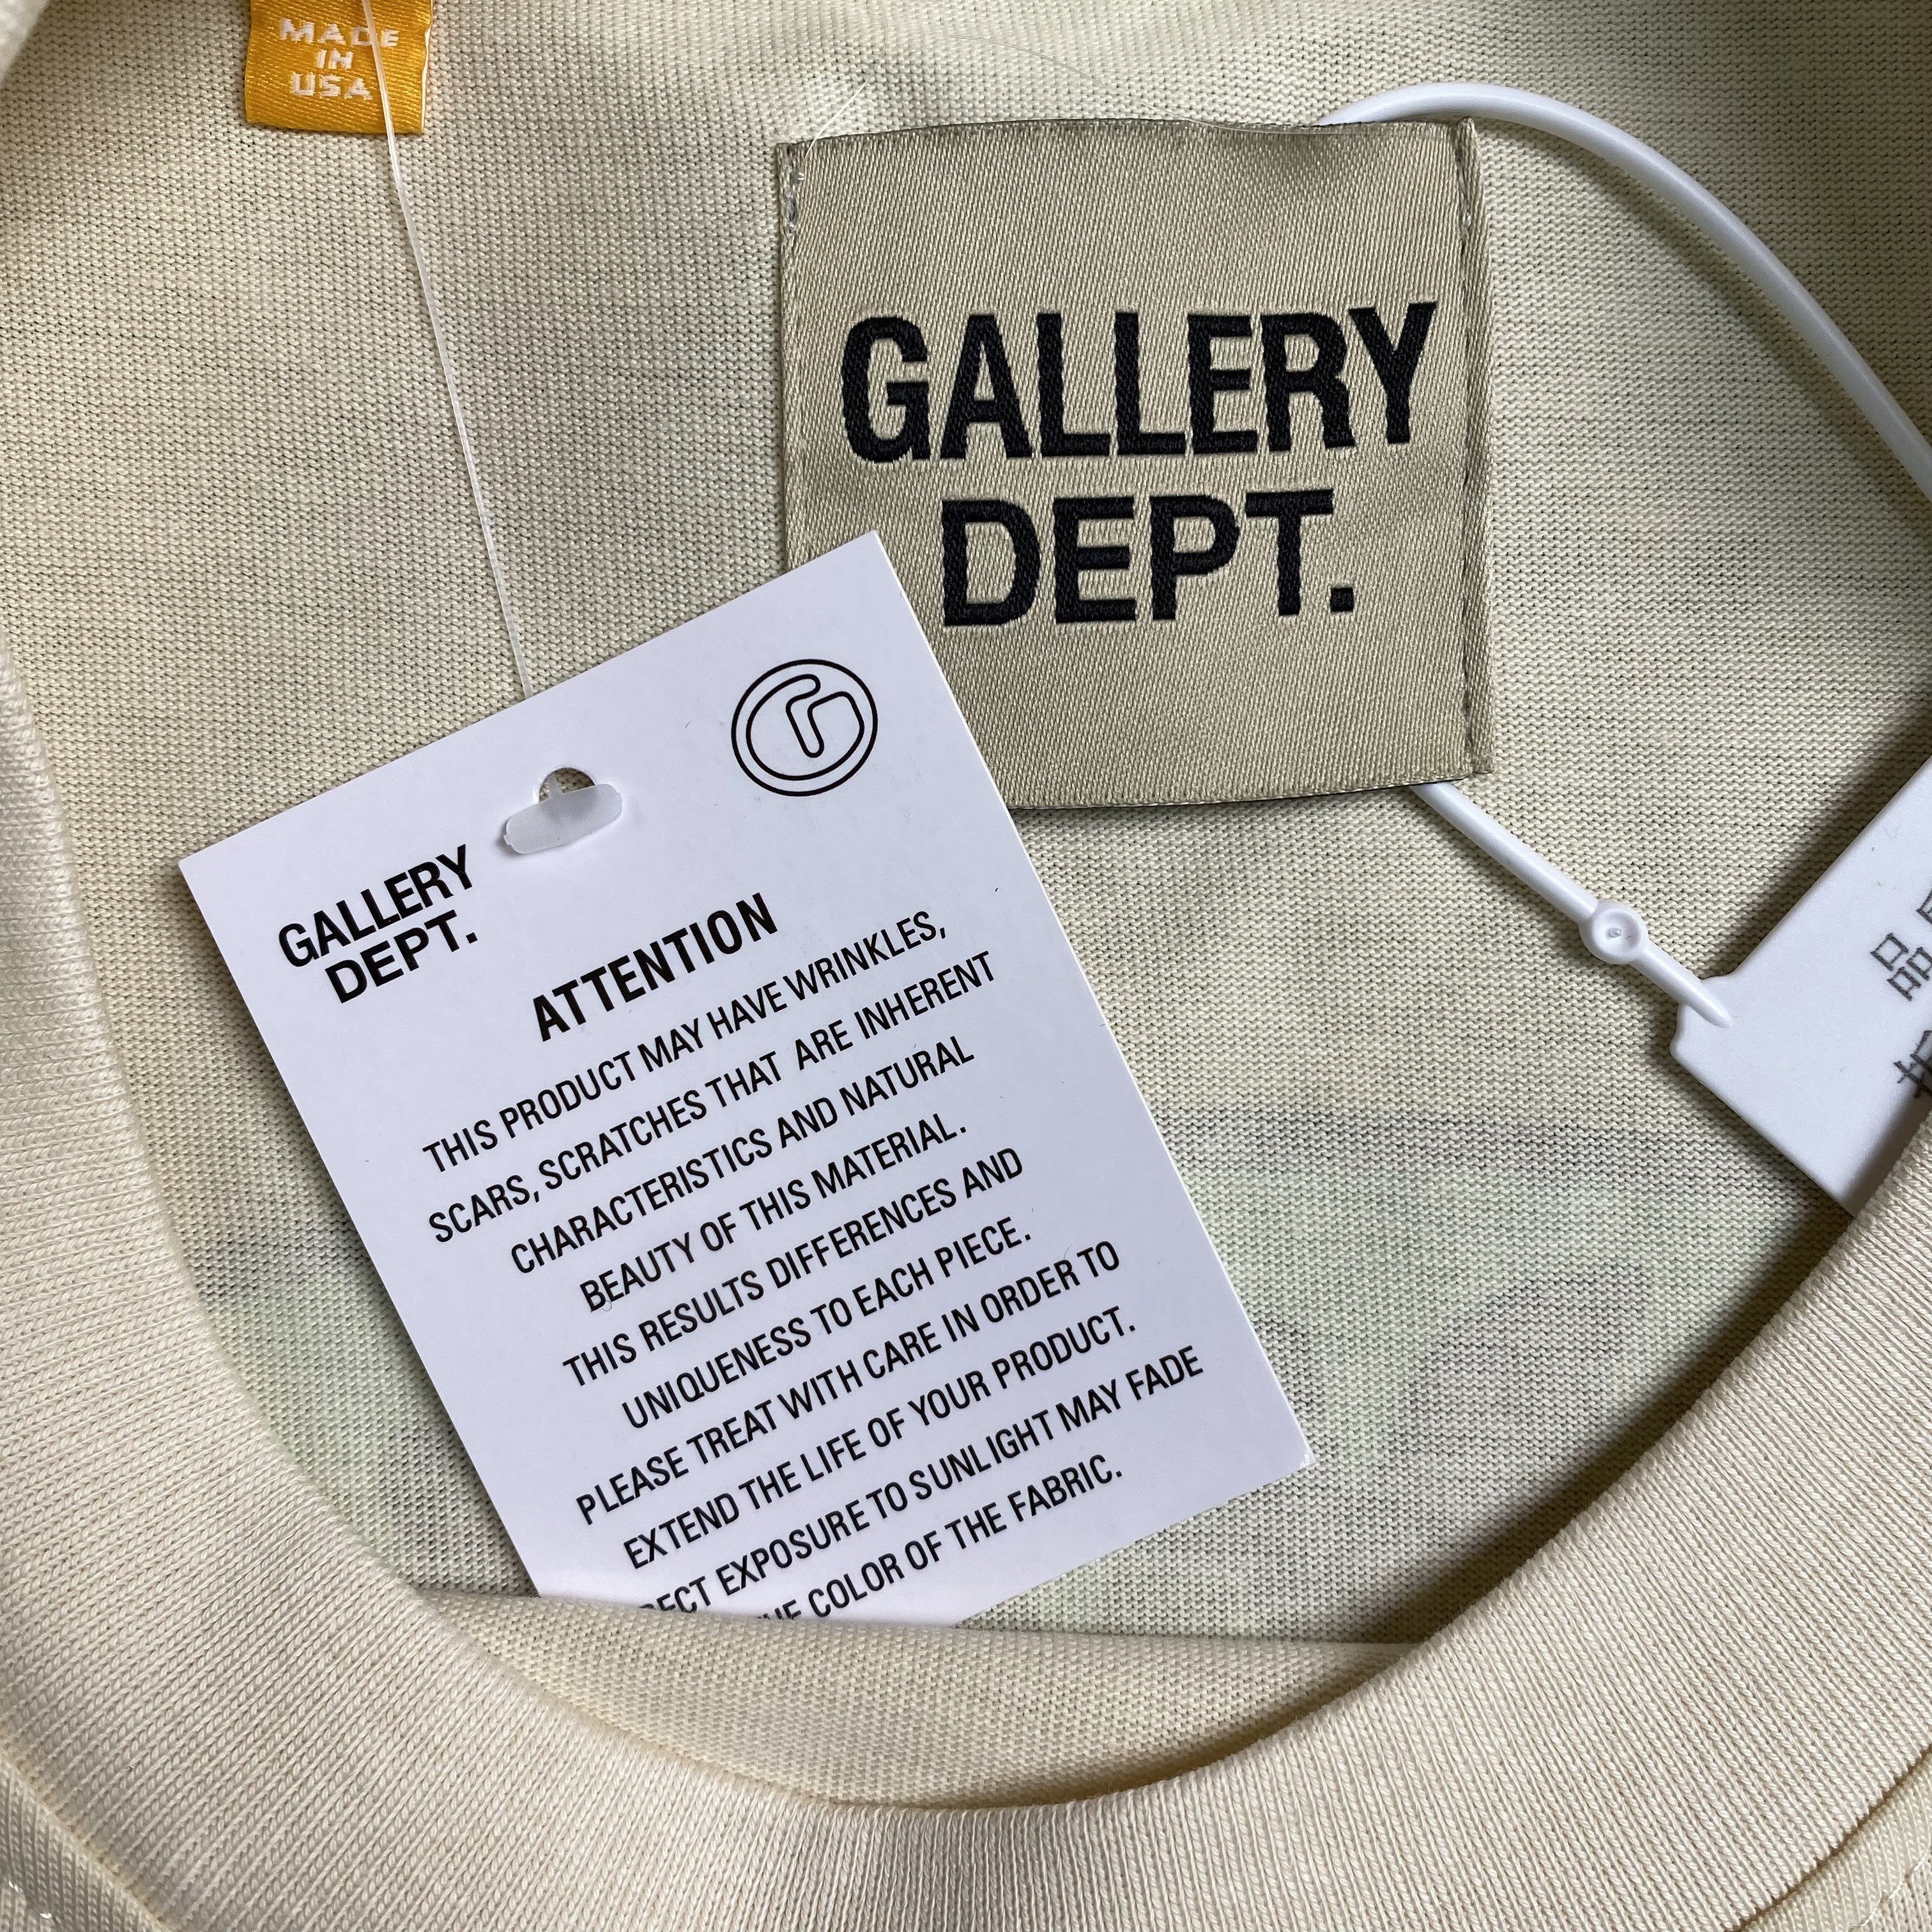 MADE
IN
USA
GALLERY
DEPT.
GALLERY
DEPT.
ATTENTION
THIS PRODUCT MAY HAVE WRINKLES,
SCARS, SCRATCHES THAT ARE INHERENT
CHARACTERISTICS AND NATURAL
BEAUTY OF THIS MATERIAL.
THIS RESULTS DIFFERENCES AND
UNIQUENESS TO EACH PIECE.
PLEASE TREAT WITH CARE IN ORDER TO
EXTEND THE LIFE OF YOUR PRODUCT.
EXPOSURE TO SUNLIGHT MAY FADE
COLOR OF THE FABRIC.
品